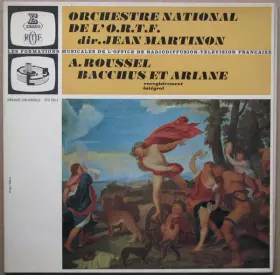 ORCHESTRE NATIONAL
DE L'O.R.T.F.
dir. JEAN MARTINON
LES FORMATIONS MUSICALES DE L'OFFICE DE RADIODIFFUSION-TÉLÉVISION FRANÇAISE
A. ROUSSEL
BACCHUS ET ARIANE
enregistrement
intégral